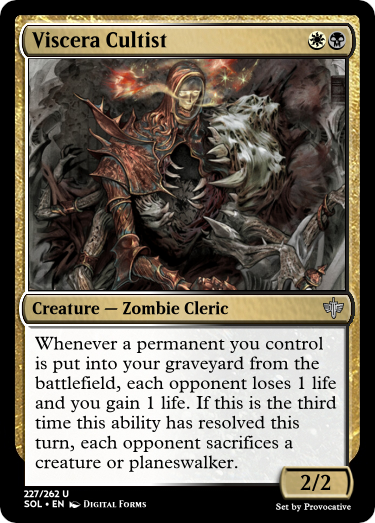 Viscera Cultist
Creature — Zombie Cleric
Whenever a permanent you control
is put into your graveyard from the
battlefield, each opponent loses 1 life
and you gain 1 life. If this is the third
time this ability has resolved this
turn, each opponent sacrifices a
creature or planeswalker.
2/2
227/262 U
SOL • EN Digital Forms
Set by Provocative